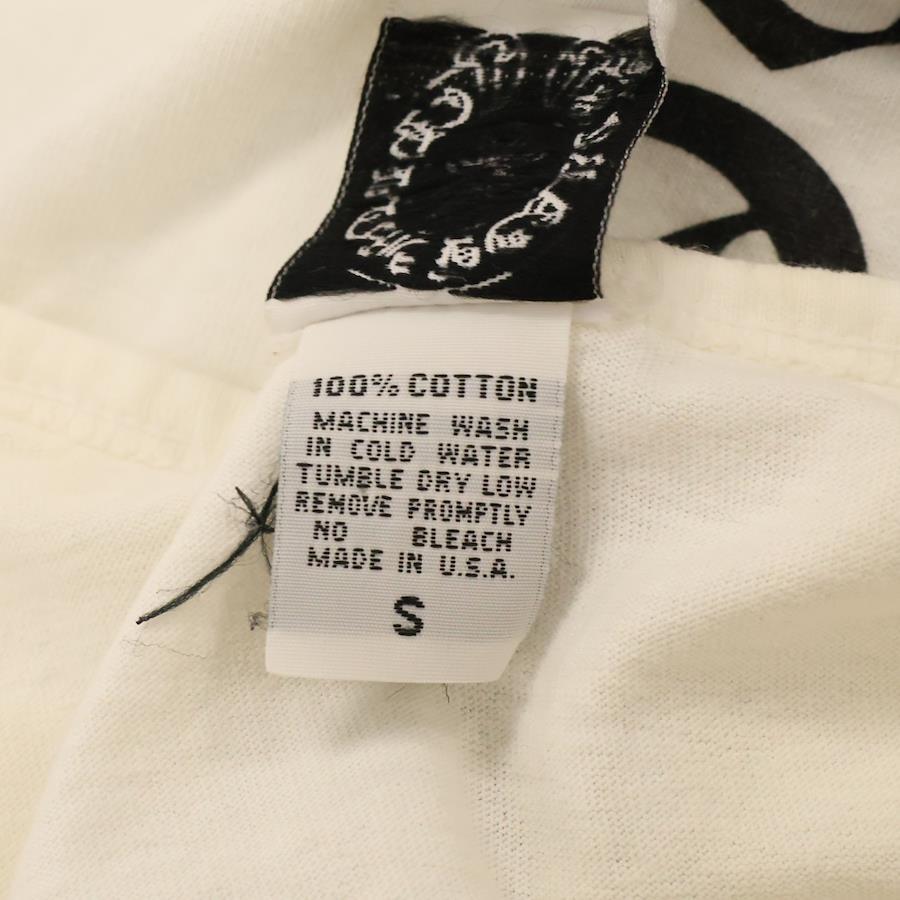 100% COTTON
MACHINE WASH
IN COLD WATER
TUMBLE DRY LOW
REMOVE PROMPTLY
NO BLEACH
MADE IN U.S.A.
S